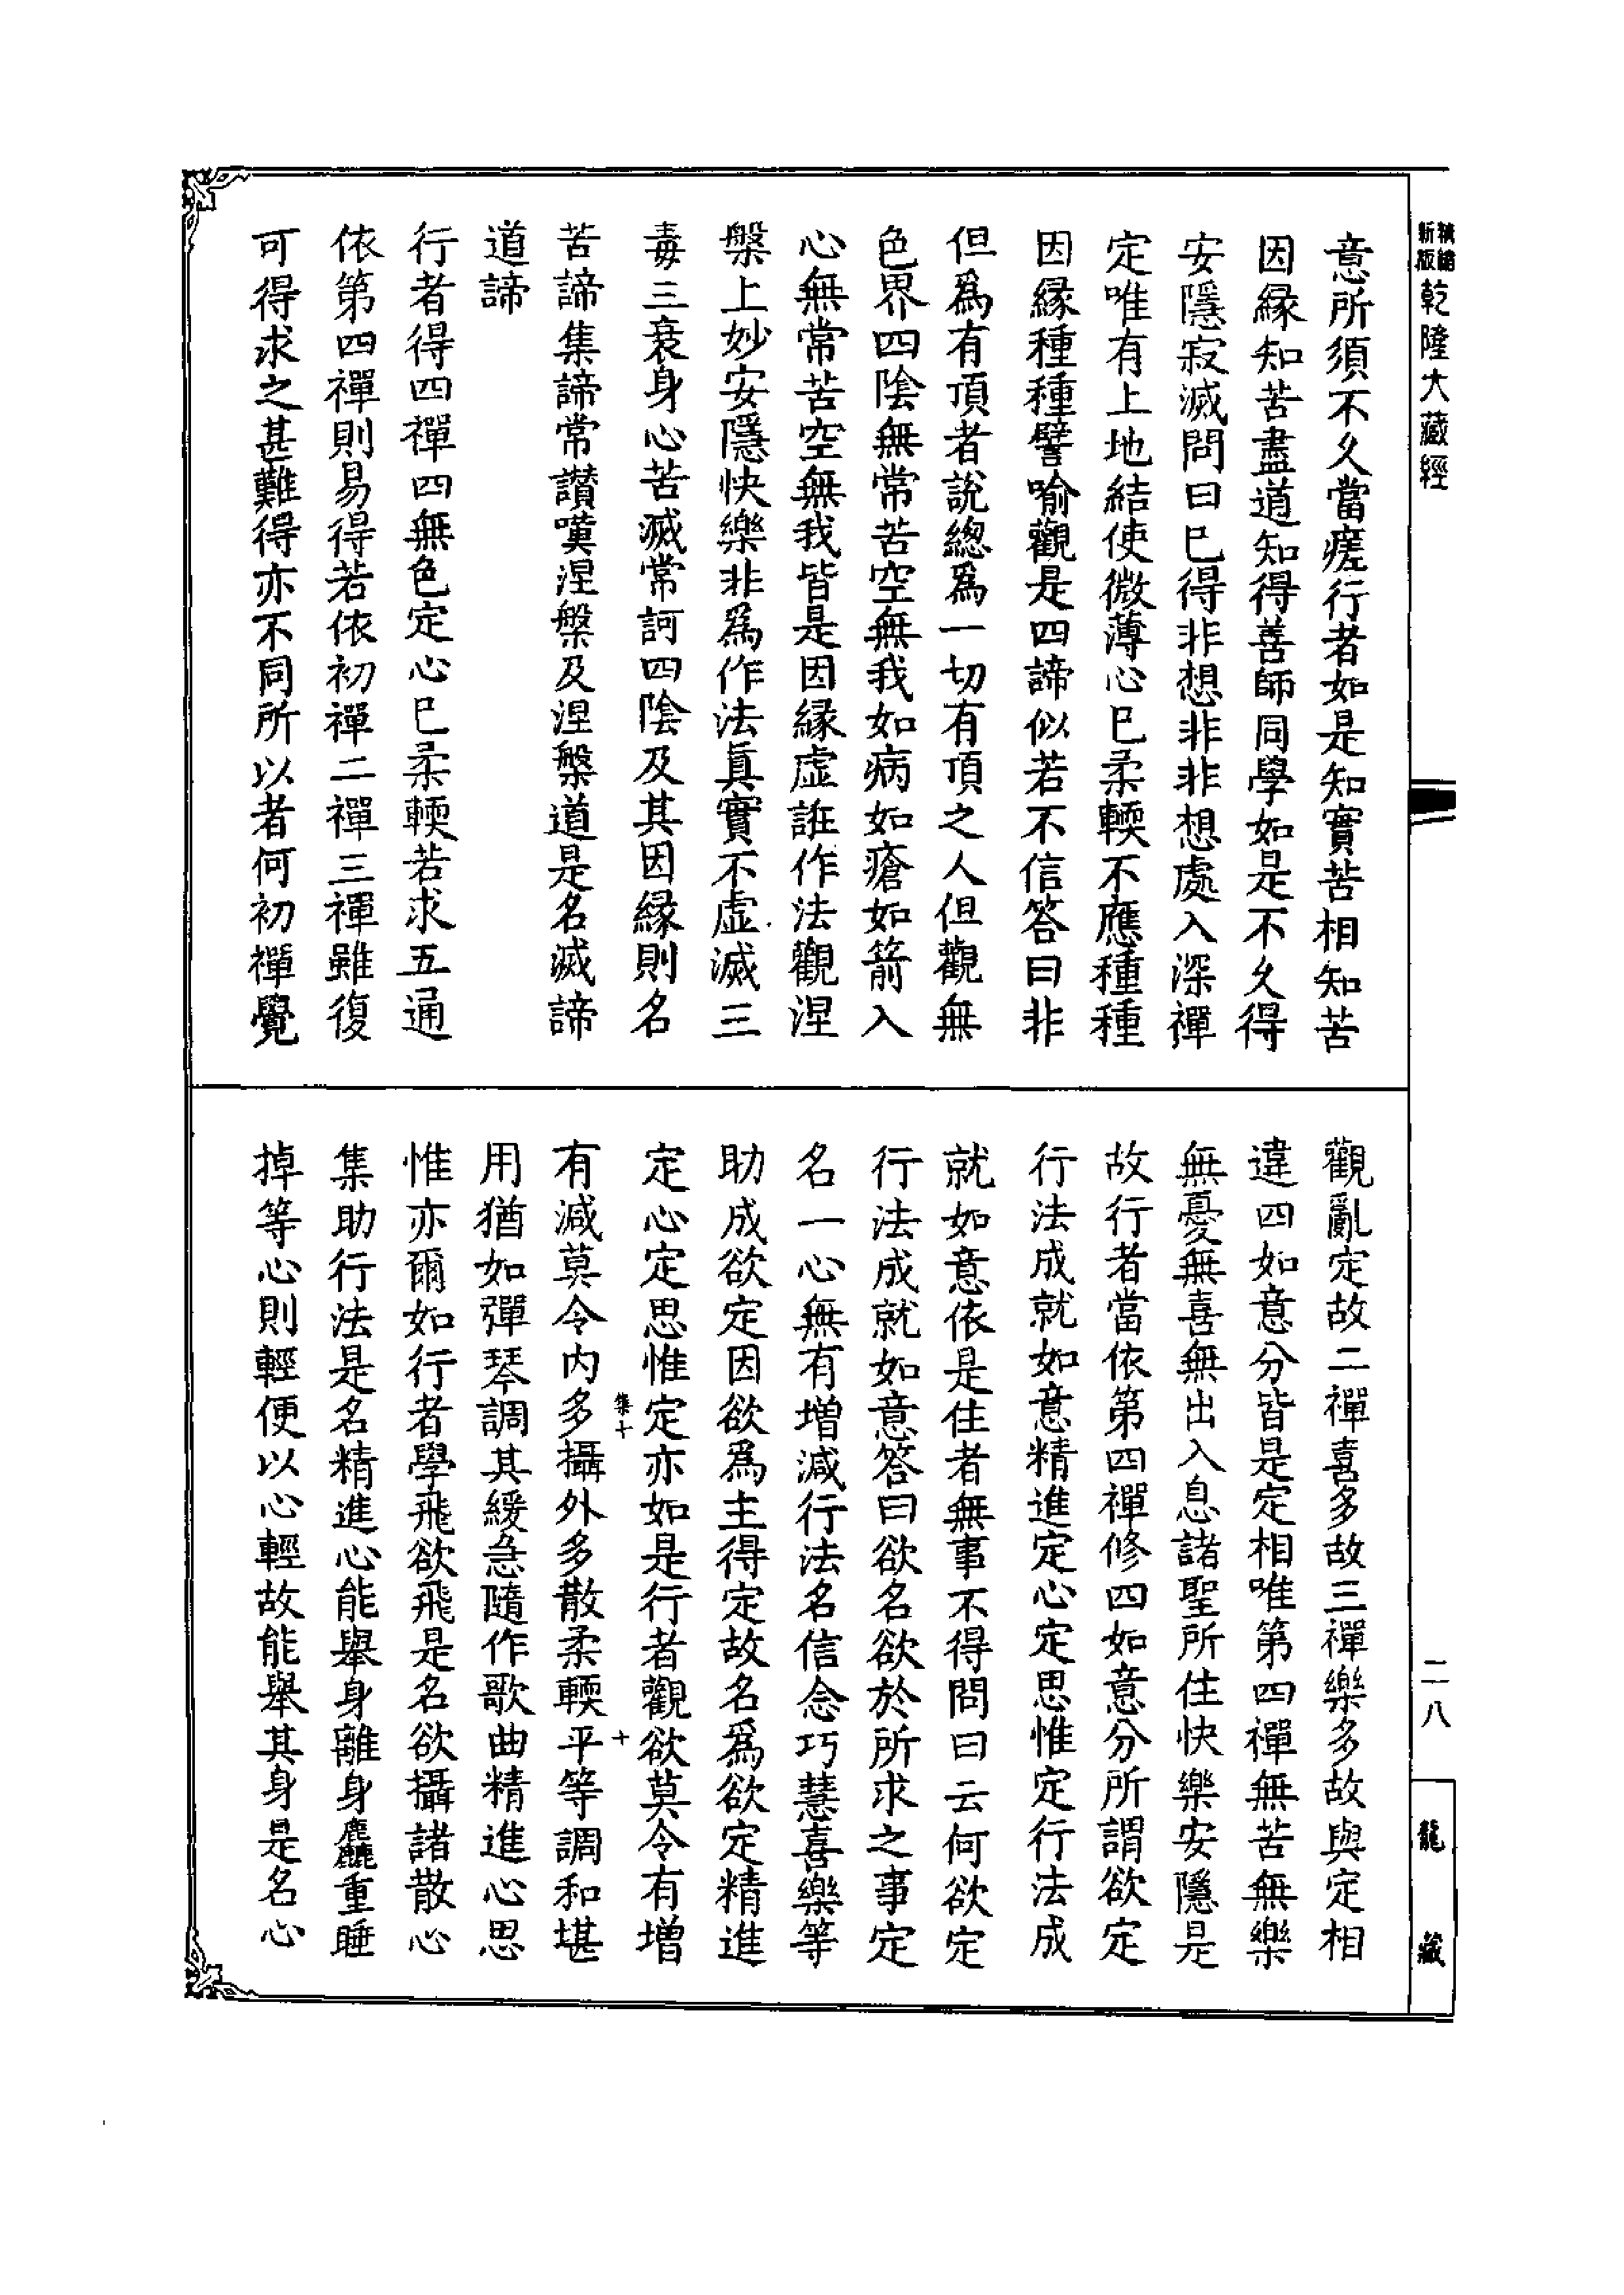 新版
精縮
乾隆大藏經
意所須不久當瘥行者如是知實苦相知苦
因緣知苦盡道知得善師同學如是不久得
安隱寂滅問曰已得非想非非想處入深禪
定唯有上地結使微薄心已柔輭不應種種
因緣種種譬喻觀是四諦似若不信答曰非
但爲有頂者說總爲一切有頂之人但觀無
色界四陰無常苦空無我如病如瘡如箭入
心無常苦空無我皆是因緣虛誑作法觀涅
槃上妙安隱快樂非爲作法眞實不虛滅三
毒三衰身心苦滅常訶四陰及其因緣則名
苦諦集諦常讚嘆涅槃及涅槃道是名滅諦
道諦
行者得四禪四無色定心已柔輭若求五通
依第四禪則易得若依初禪二禪三禪雖復
可得求之甚難得亦不同所以者何初禪覺
觀亂定故二禪喜多故三禪樂多故與定相
違四如意分皆是定相唯第四禪無苦無樂
無憂無喜無出入息諸聖所住快樂安隱是
故行者當依第四禪修四如意分所謂欲定
行法成就如意精進定心定思惟定行法成
就如意依是住者無事不得問曰云何欲定
行法成就如意答曰欲名欲於所求之事定
名一心無有增減行法名信念巧慧喜樂等
助成欲定因欲爲主得定故名爲欲定精進
定心定思惟定亦如是行者觀欲莫令有增
集十
十
有減莫令內多攝外多散柔輭平等調和堪
用猶如彈琴調其緩急隨作歌曲精進心思
惟亦爾如行者學飛欲飛是名欲攝諸散心
集助行法是名精進心能舉身離身麤重睡
掉等心則輕便以心輕故能舉其身是名心
二八
龍藏